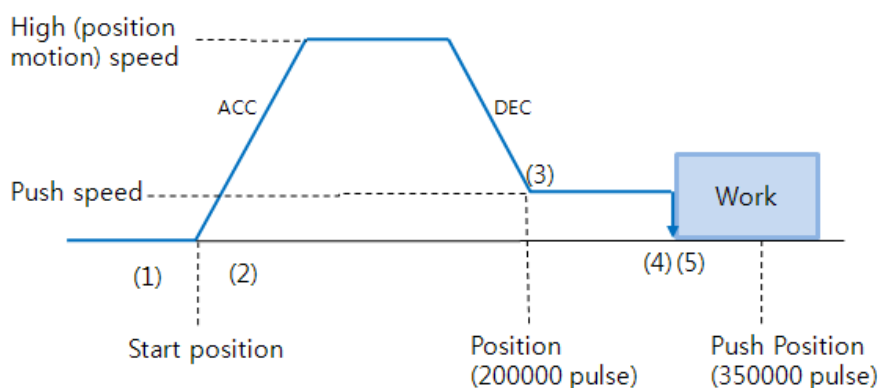 High (position
motion) speed
ACC
DEC
(3)
Push speed
Work
(1)
(2)
(4)
(5)
Start position
Position
(200000 pulse)
Push Position
(350000 pulse)